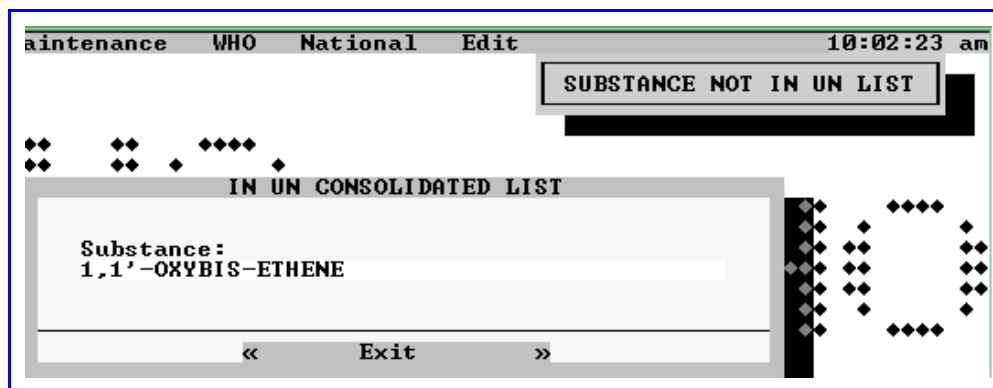 aintenance WHO National Edit 10:02:23 am
SUBSTANCE NOT IN UN LIST
IN UN CONSOLIDATED LIST
Substance:
1,1'-OXYBIS-ETHENE
« Exit »